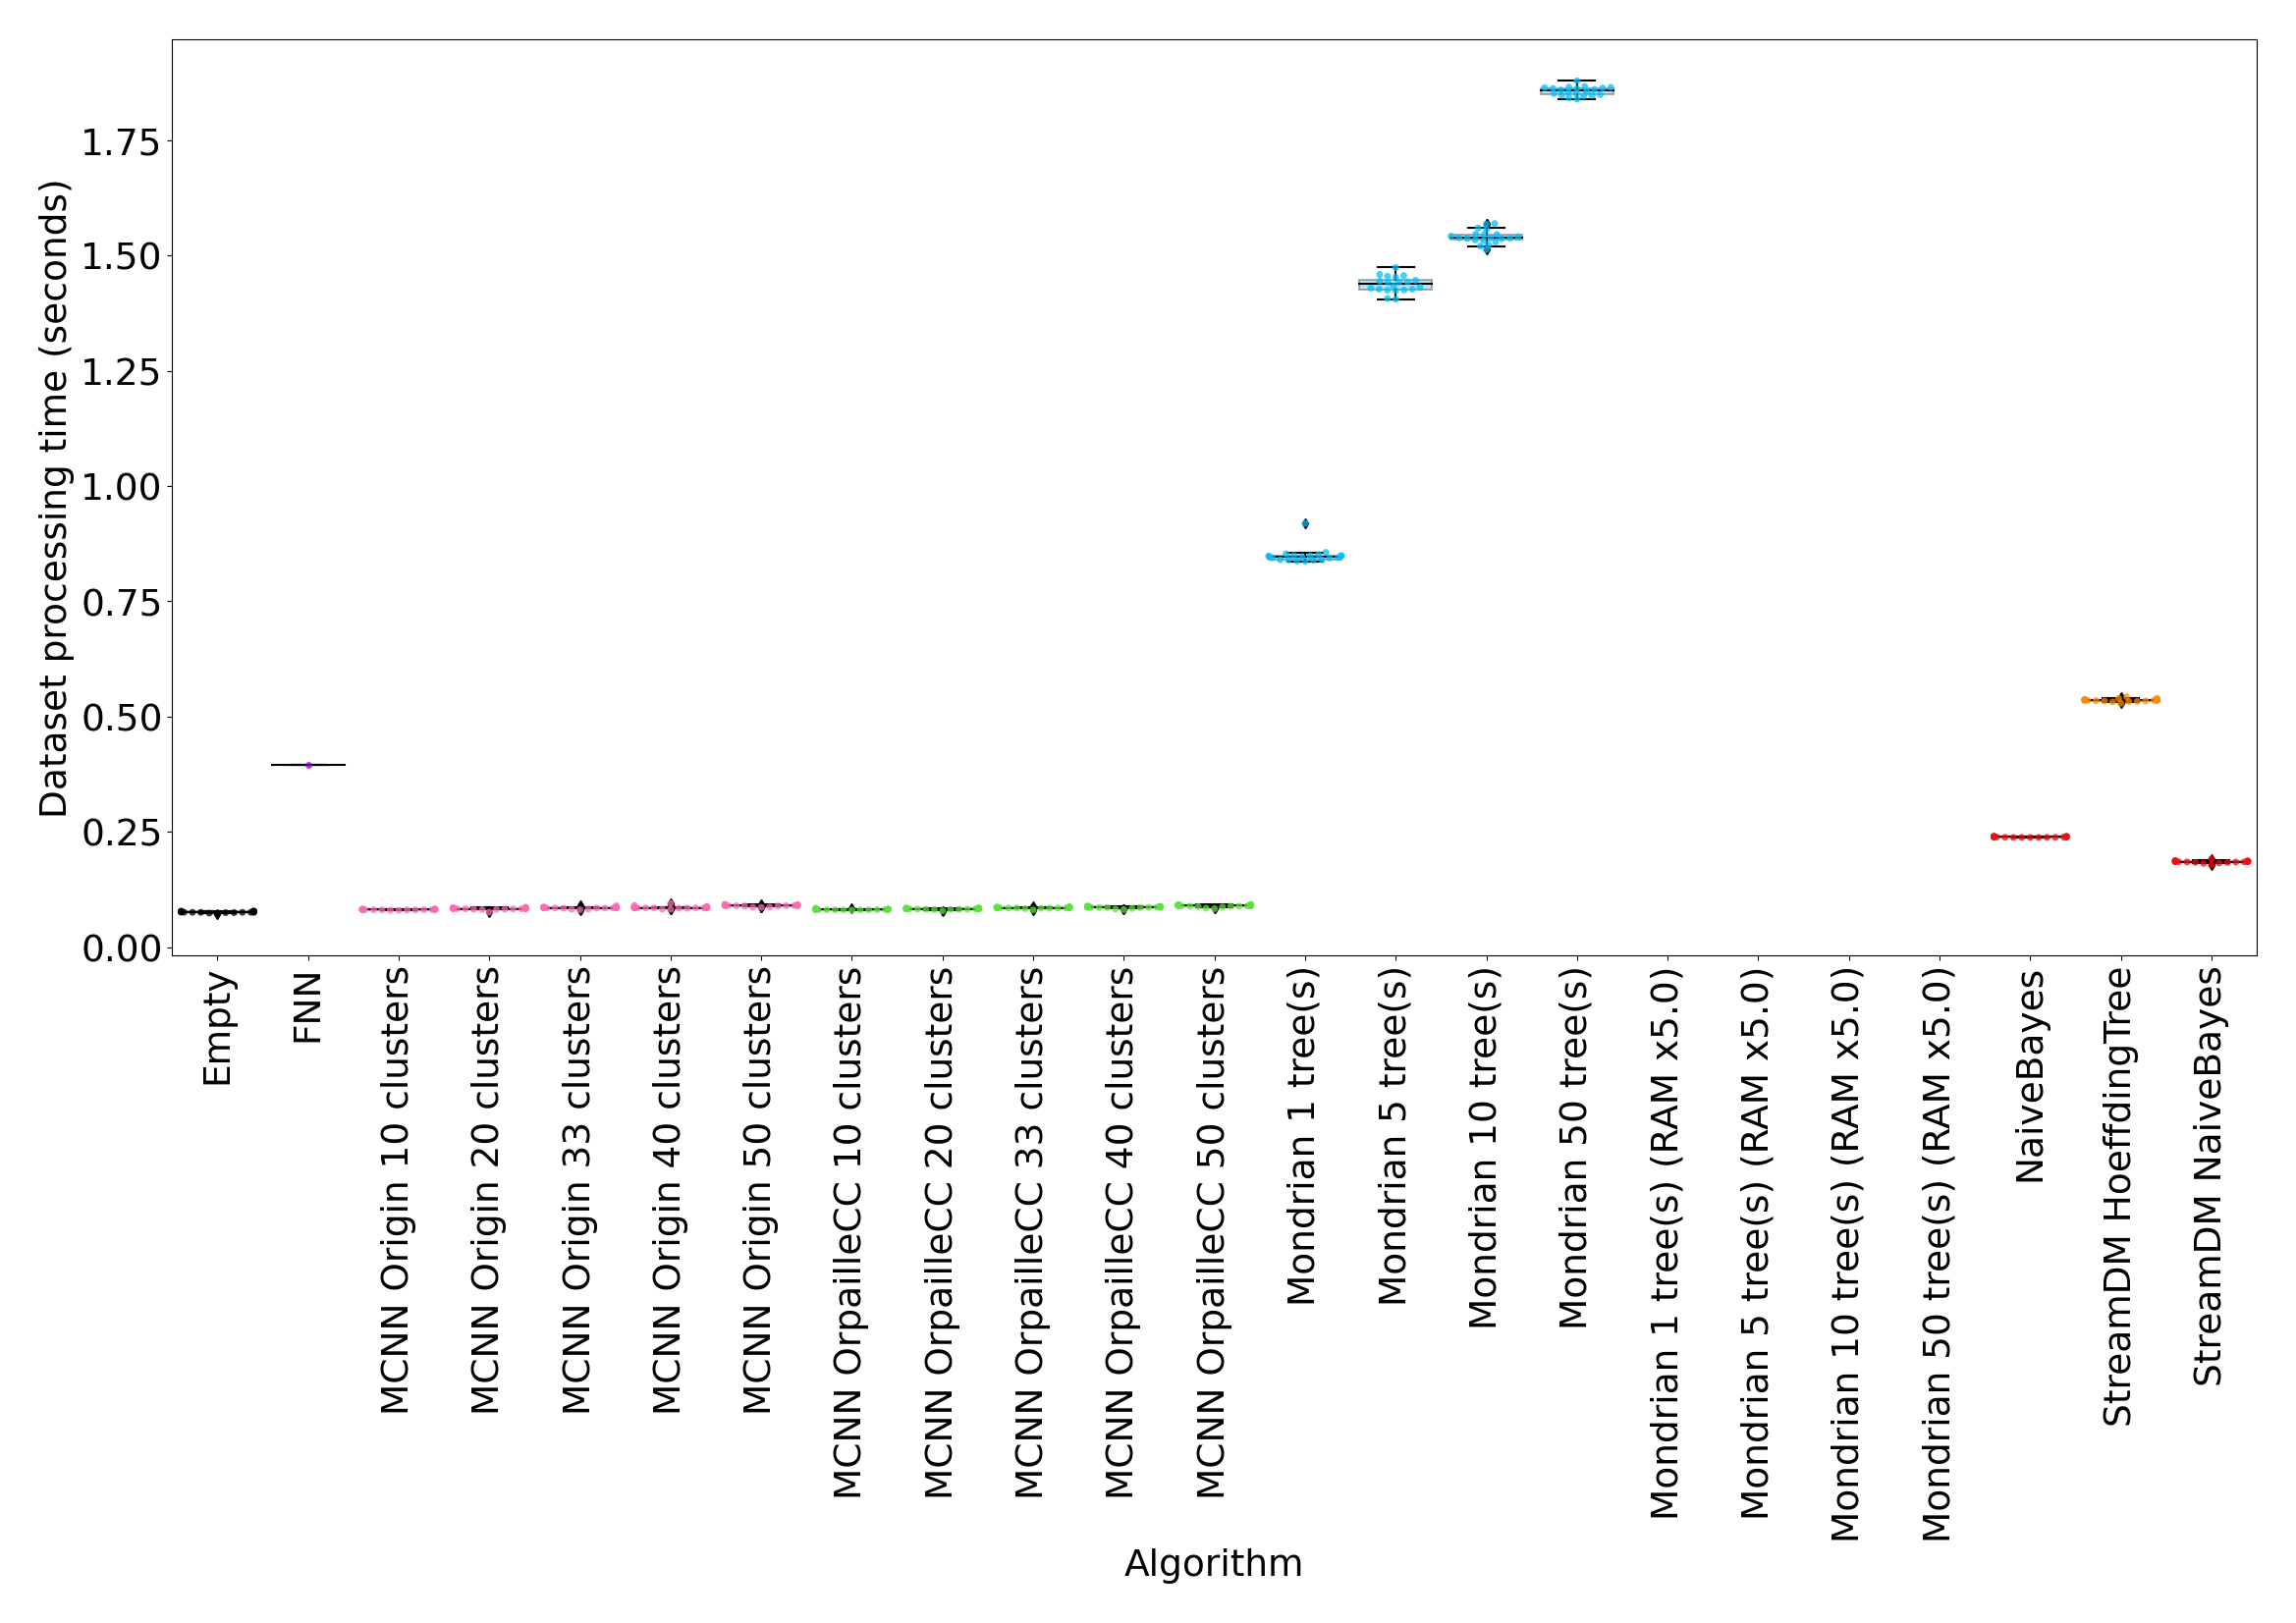 Dataset processing time (seconds)
1.75
1.50
1.25
1.00
0.75
0.50
0.25
0.00
Empty
FNN
MCNN Origin 10 clusters
MCNN Origin 20 clusters
MCNN Origin 33 clusters
MCNN Origin 40 clusters
MCNN Origin 50 clusters
MCNN OrpailleCC 10 clusters
MCNN OrpailleCC 20 clusters
MCNN OrpailleCC 33 clusters
MCNN OrpailleCC 40 clusters
MCNN OrpailleCC 50 clusters
Mondrian 1 tree(s)
Mondrian 5 tree(s)
Mondrian 10 tree(s)
Mondrian 50 tree(s)
Mondrian 1 tree(s) (RAM x5.0)
Mondrian 5 tree(s) (RAM x5.0)
Mondrian 10 tree(s) (RAM x5.0)
Mondrian 50 tree(s) (RAM x5.0)
NaiveBayes
StreamDM HoeffdingTree
StreamDM NaiveBayes
Algorithm